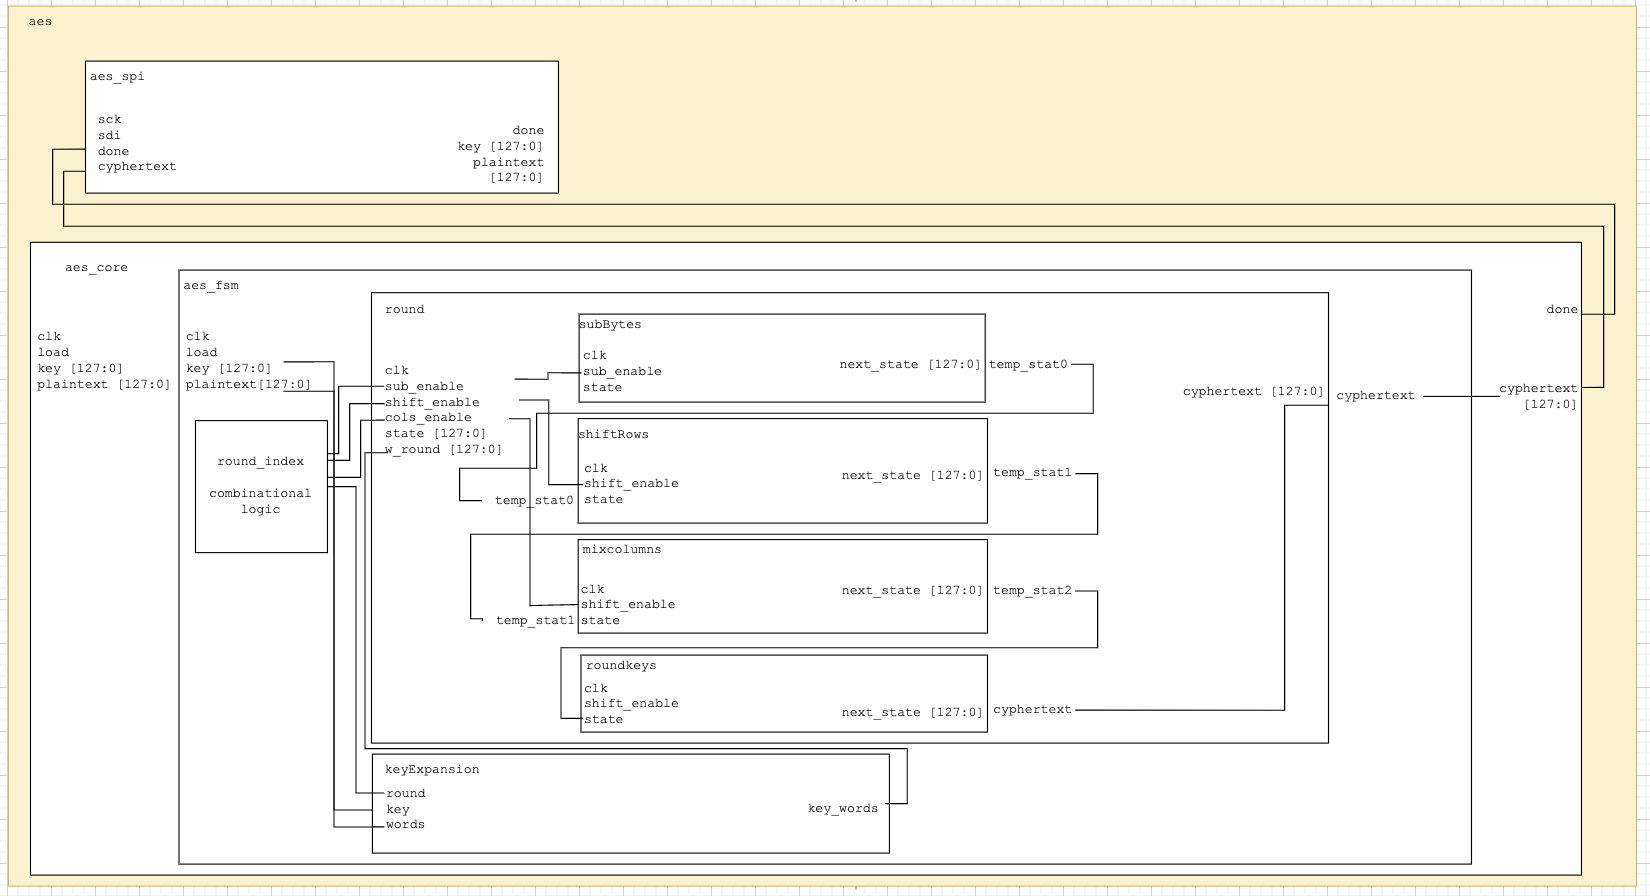 aes
aes_spi
sck
sdi
done
cyphertext
done
key [127:0]
plaintext
[127:0]
aes_core
clk
load
key [127:0]
plaintext [127:0]
aes_fsm
clk
load
key [127:0]
plaintext[127:0]
round_index
combinational
logic
round
clk
sub_enable
shift_enable
cols_enable
state [127:0]
w_round [127:0]
subBytes
clk
sub_enable
state
next_state [127:0]
temp_stat0
shiftRows
clk
shift_enable
temp_stat0
state
next_state [127:0]
temp_stat1
mixcolumns
clk
shift_enable
temp_stat1
state
next_state [127:0]
temp_stat2
roundkeys
clk
shift_enable
state
next_state [127:0]
cyphertext
cyphertext [127:0]
cyphertext
done
cyphertext
[127:0]
keyExpansion
round
key
words
key_words